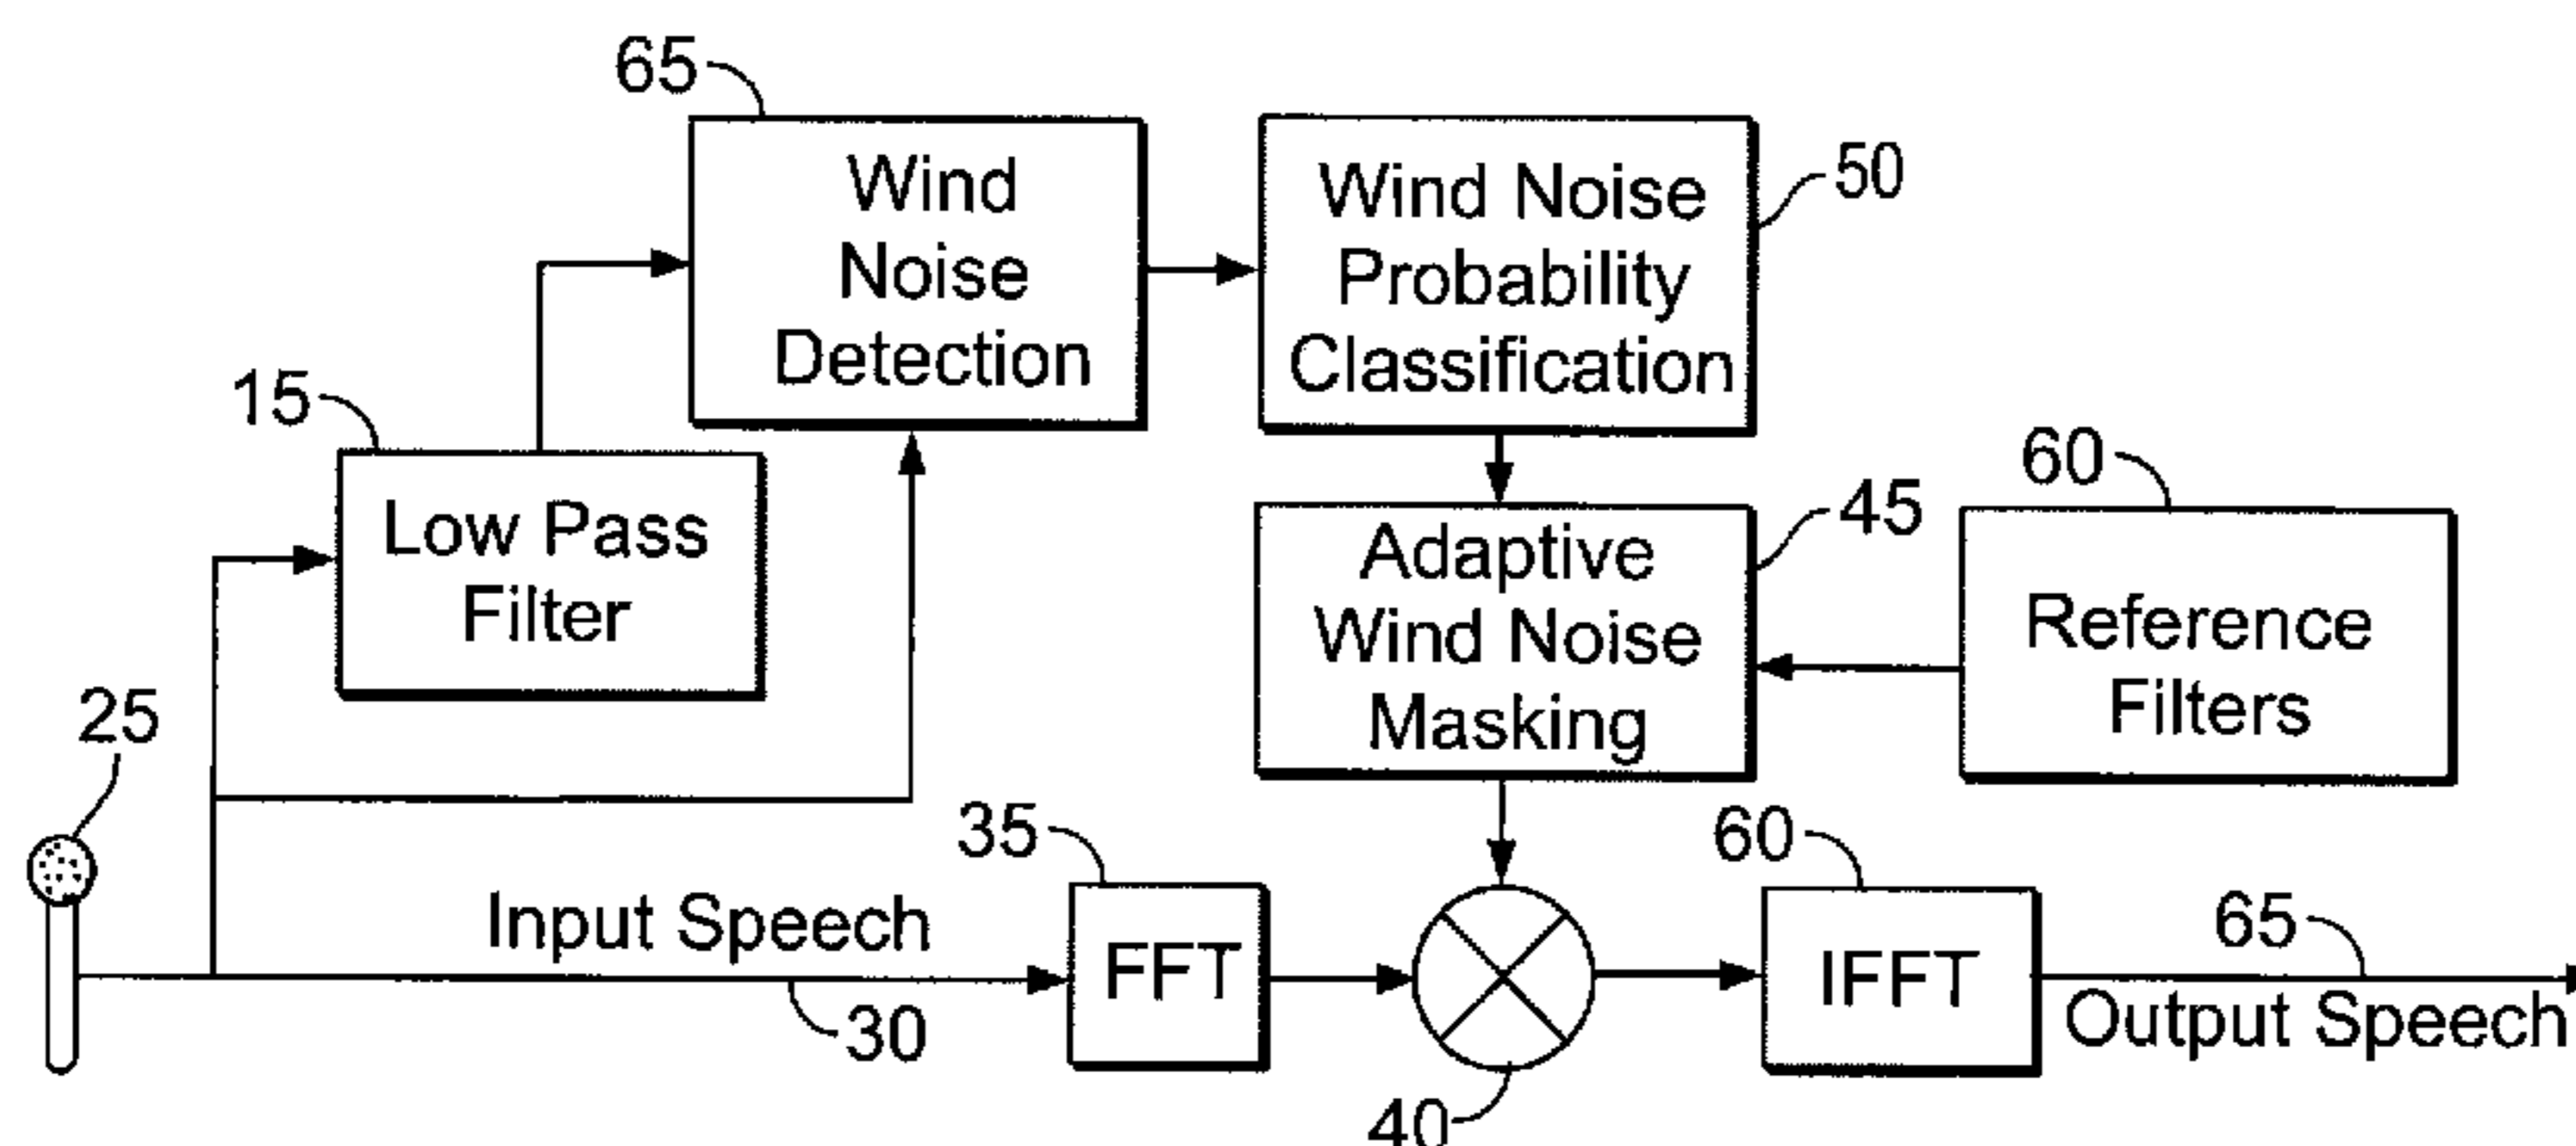 65
Wind
Noise
Detection
Wind Noise
Probability
Classification
50
15
Low Pass
Filter
60
Reference
Filters
45
Adaptive
Wind Noise
Masking
25
Input Speech
30
35
FFT
40
60
IFFT
65
Output Speech